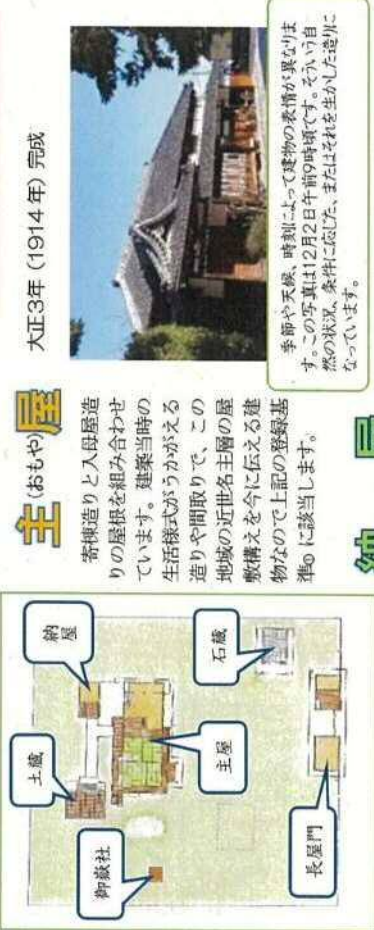 土蔵
納屋
御嶽社
主屋
石蔵
長屋門
主(おもや)屋
大正3年(1914年)完成
寄棟造りと入母屋造
りの屋根を組み合わせ
ています。建築当時の
生活様式がうかがえる
造りや間取りで、この
地域の近世名主層の屋
敷構えを今に伝える建
物なので上記の登録基
準❶に該当します。
季節や天候、時刻によって建物の表情が異なりま
す。この写真は12月2日午前9時頃です。そういう自
然の状況、条件に応じた、またはそれを生かした造りに
なっています。